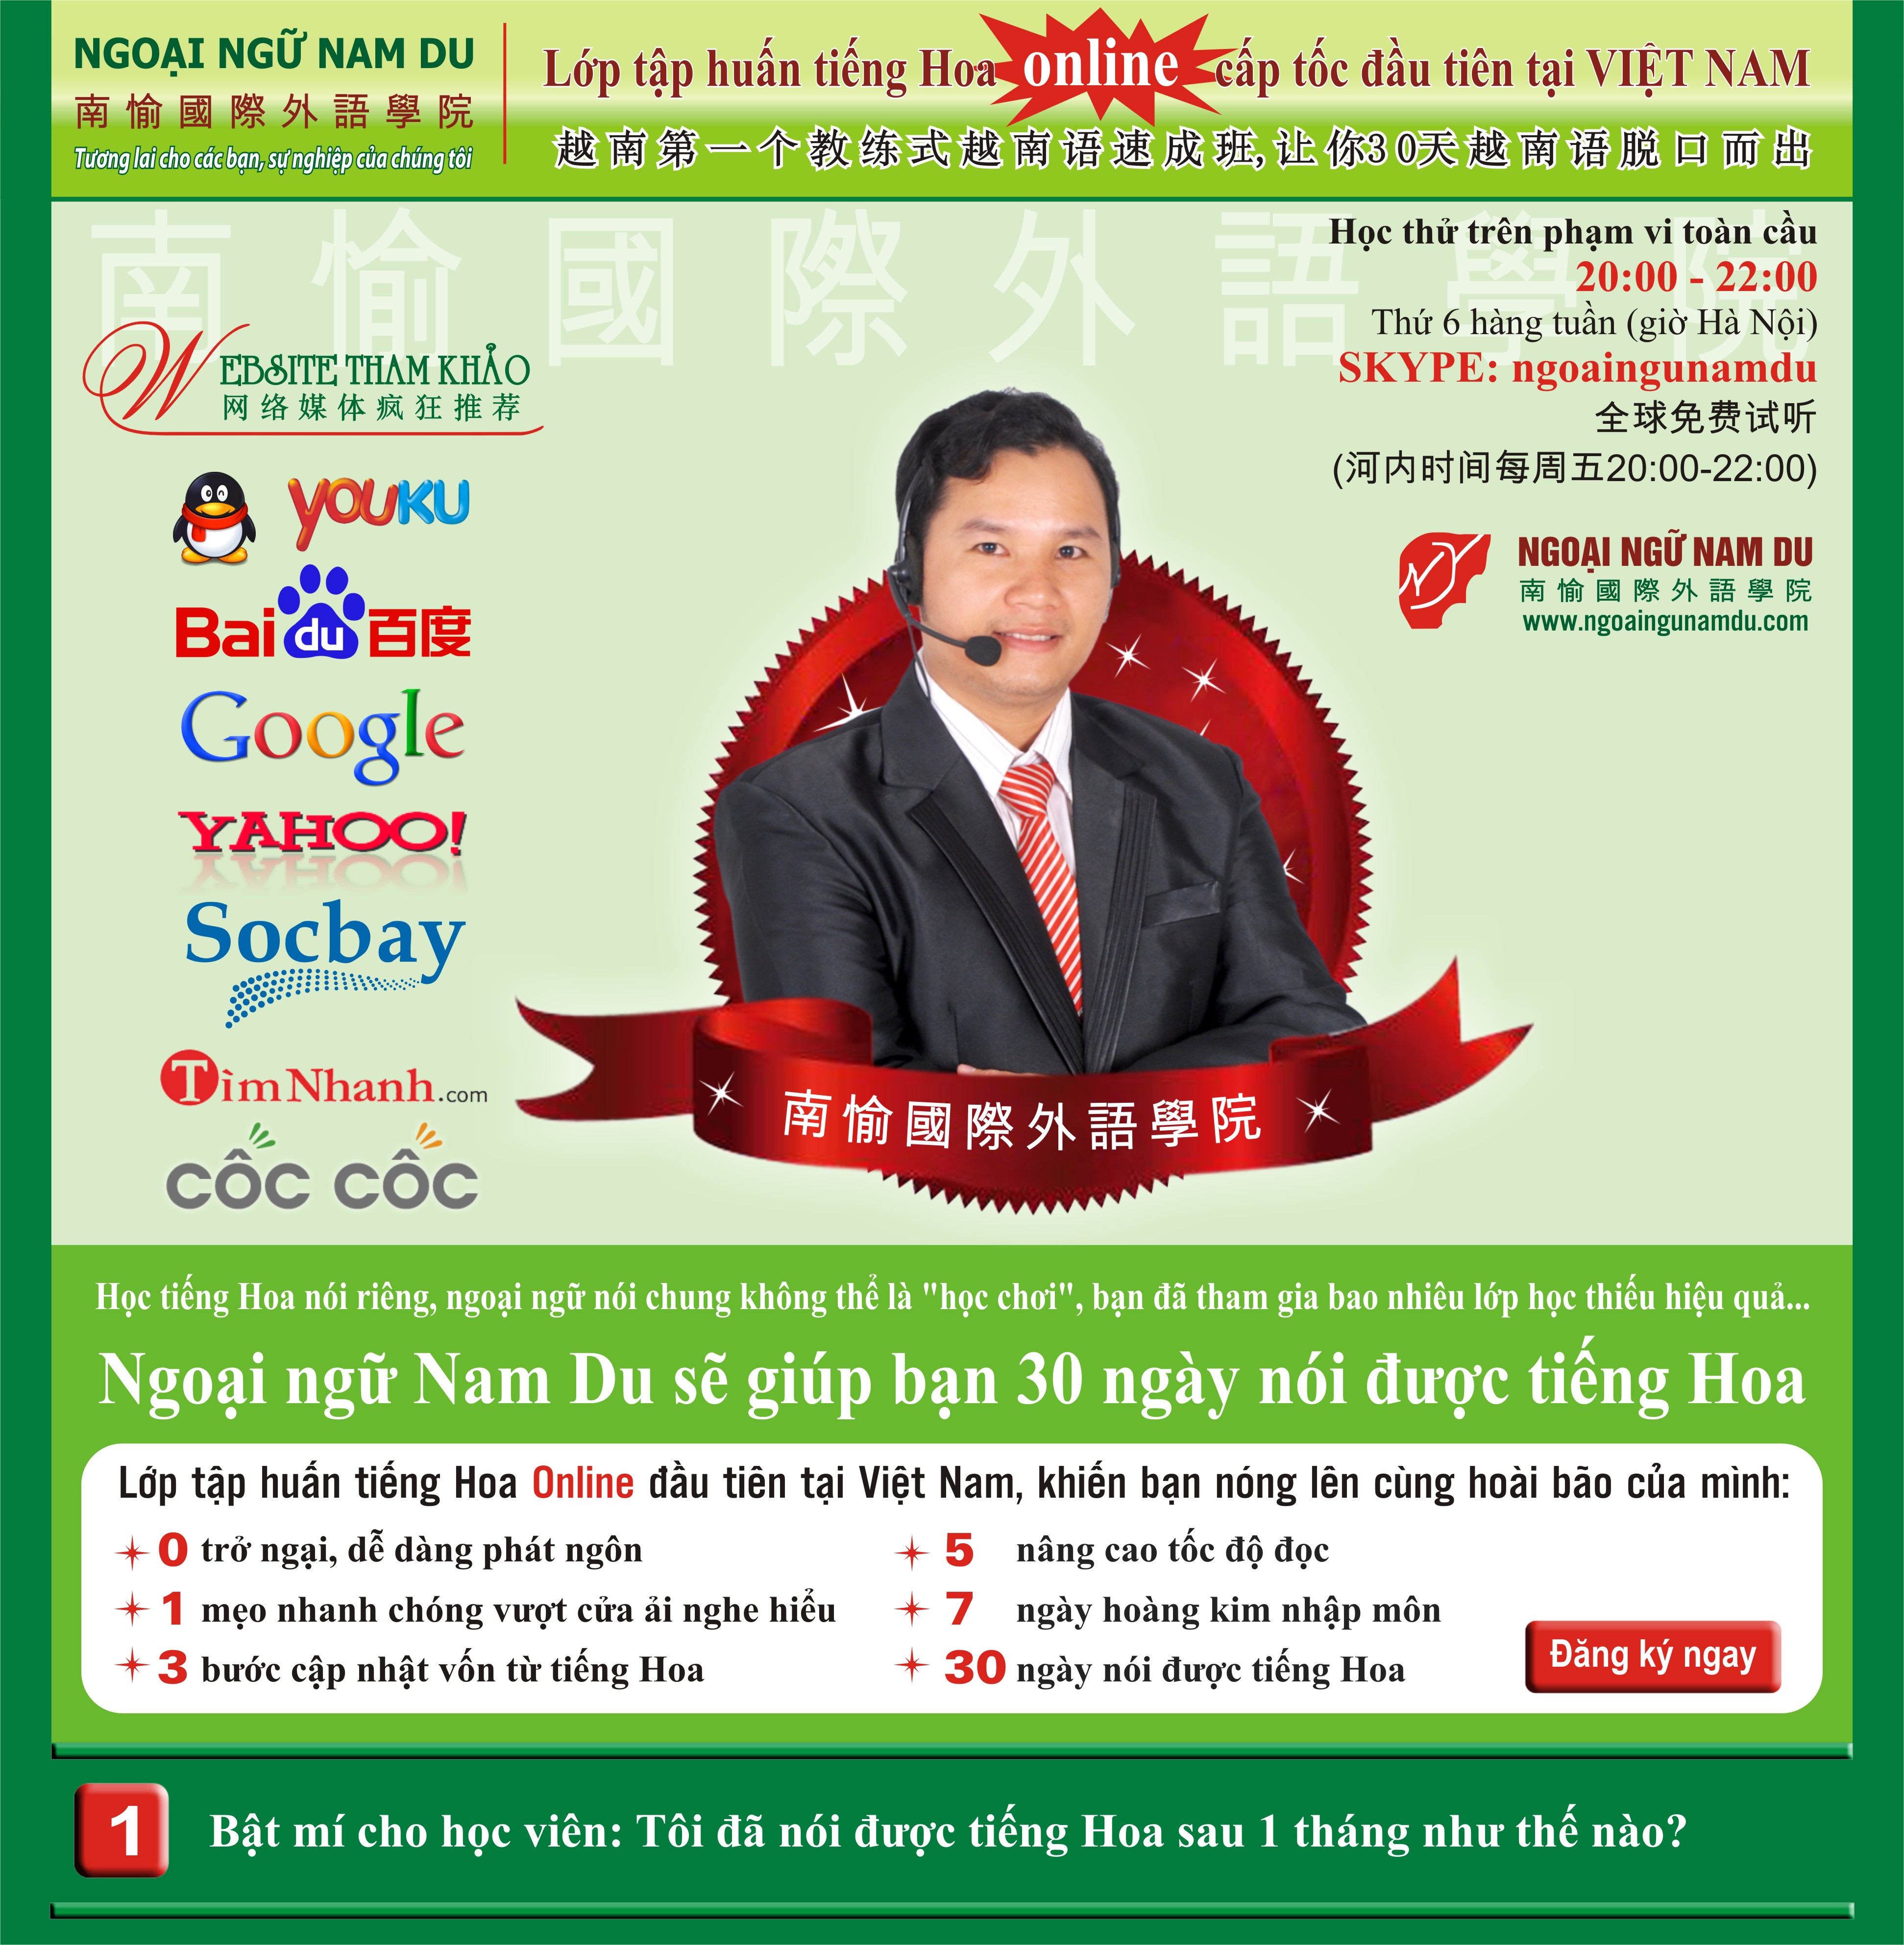 NGOẠI NGỮ NAM DU
南愉國際外語學院
Tương lai cho các bạn, sự nghiệp của chúng tôi
Lớp tập huấn tiếng Hoa online cấp tốc đầu tiên tại VIỆT NAM
越南第一个教练式越南语速成班,让你30天越南语脱口而出
南愉國際外語學院
Học thử trên phạm vi toàn cầu
20:00 - 22:00
Thứ 6 hàng tuần (giờ Hà Nội)
SKYPE: ngoaingunamdu
全球免费试听
(河内时间每周五20:00-22:00)
NGOẠI NGỮ NAM DU
南愉國際外語學院
www.ngoaingunamdu.com
WEBSITE THAM KHẢO
网络媒体疯狂推荐
YOUKU
Baidu百度
Google
YAHOO!
Socbay
TìmNhanh.com
CỐC CỐC
南愉國際外語學院
Học tiếng Hoa nói riêng, ngoại ngữ nói chung không thể là "học chơi", bạn đã tham gia bao nhiêu lớp học thiếu hiệu quả...
Ngoại ngữ Nam Du sẽ giúp bạn 30 ngày nói được tiếng Hoa
Lớp tập huấn tiếng Hoa Online đầu tiên tại Việt Nam, khiến bạn nóng lên cùng hoài bão của mình:
0 trở ngại, dễ dàng phát ngôn
1 mẹo nhanh chóng vượt cửa ải nghe hiểu
3 bước cập nhật vốn từ tiếng Hoa
5 nâng cao tốc độ đọc
7 ngày hoàng kim nhập môn
30 ngày nói được tiếng Hoa
Đăng ký ngay
1 Bật mí cho học viên: Tôi đã nói được tiếng Hoa sau 1 tháng như thế nào?